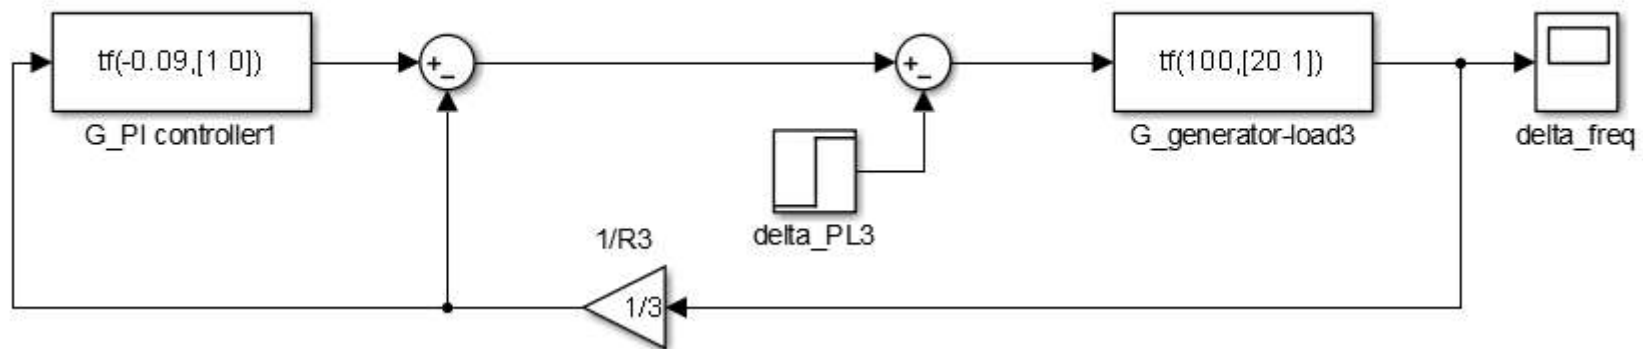 tf(-0.09,[1 0])
G_PI controller1
+
−
+
−
tf(100,[20 1])
G_generator-load3
delta_freq
delta_PL3
1/R3
1/3